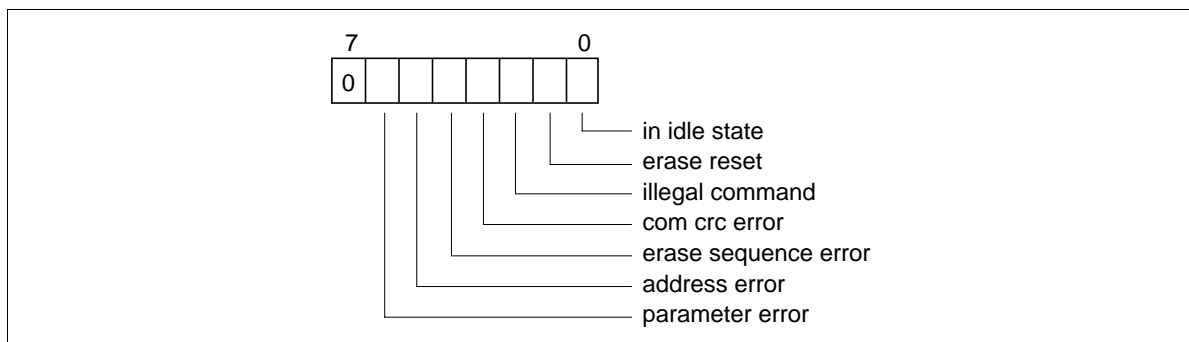 7 0
0
in idle state
erase reset
illegal command
com crc error
erase sequence error
address error
parameter error